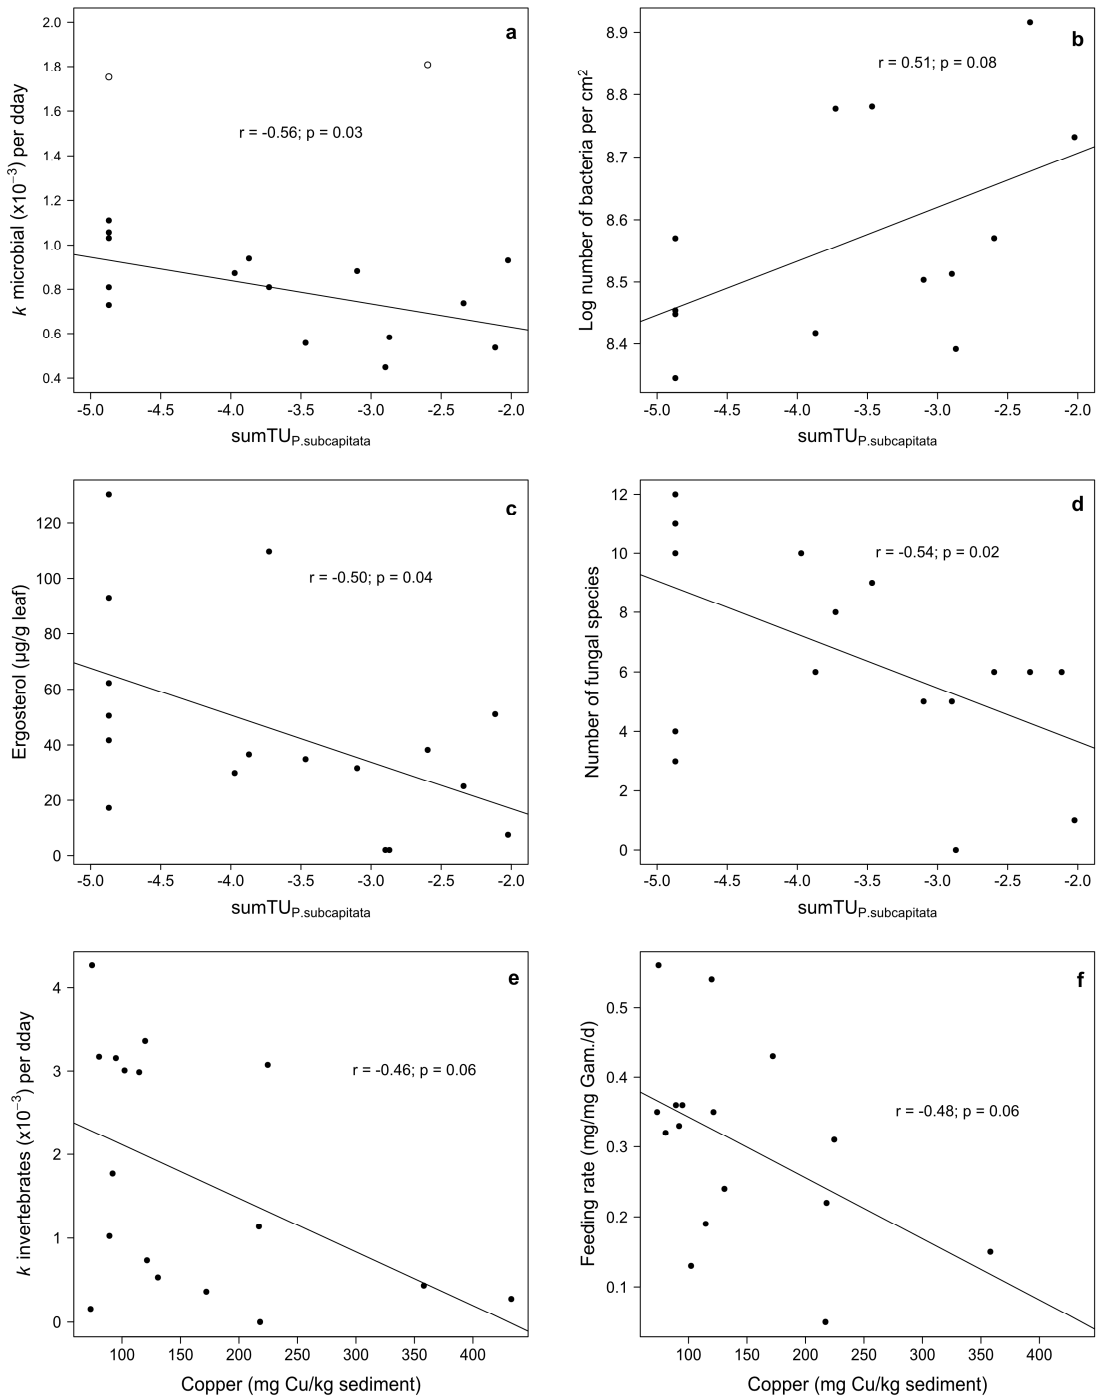 a
k microbial (x10⁻³) per dday
2.0
1.8
1.6
1.4
1.2
1.0
0.8
0.6
0.4
r = -0.56; p = 0.03
-5.0 -4.5 -4.0 -3.5 -3.0 -2.5 -2.0
sumTU P.subcapitata
b
Log number of bacteria per cm²
8.9
8.8
8.7
8.6
8.5
8.4
r = 0.51; p = 0.08
-5.0 -4.5 -4.0 -3.5 -3.0 -2.5 -2.0
sumTU P.subcapitata
c
Ergosterol (µg/g leaf)
120
100
80
60
40
20
0
r = -0.50; p = 0.04
-5.0 -4.5 -4.0 -3.5 -3.0 -2.5 -2.0
sumTU P.subcapitata
d
Number of fungal species
12
10
8
6
4
2
0
r = -0.54; p = 0.02
-5.0 -4.5 -4.0 -3.5 -3.0 -2.5 -2.0
sumTU P.subcapitata
e
k invertebrates (x10⁻³) per dday
4
3
2
1
0
r = -0.46; p = 0.06
100 150 200 250 300 350 400
Copper (mg Cu/kg sediment)
f
Feeding rate (mg/mg Gam./d)
0.5
0.4
0.3
0.2
0.1
r = -0.48; p = 0.06
100 150 200 250 300 350 400
Copper (mg Cu/kg sediment)